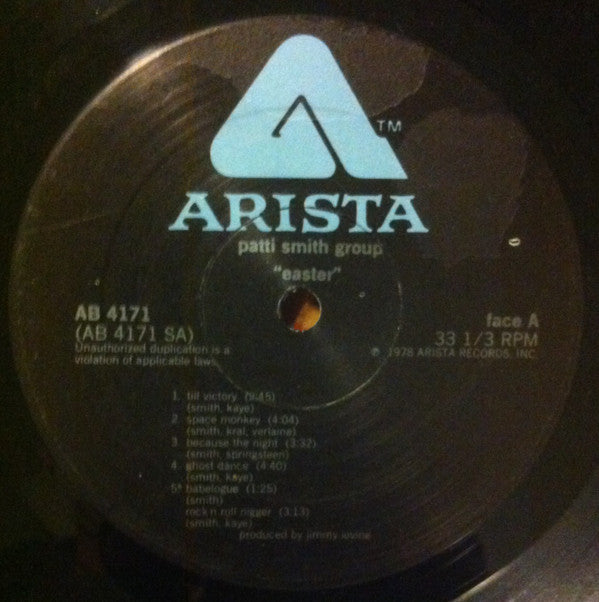 TM
ARISTA
patti smith group
"easter"
AB 4171
(AB 4171 SA)
Unauthorized duplication is a
violation of applicable laws
face A
33 1/3 RPM
℗ 1978 ARISTA RECORDS, INC.
1. till victory (2:45)
(smith, kaye)
2. space monkey (4:04)
(smith, kral, verlaine)
3. because the night (3:32)
(smith, springsteen)
4. ghost dance (4:40)
(smith, kaye)
5ª babelogue (1:25)
(smith)
rock n roll nigger (3:13)
(smith, kaye)
produced by jimmy iovine